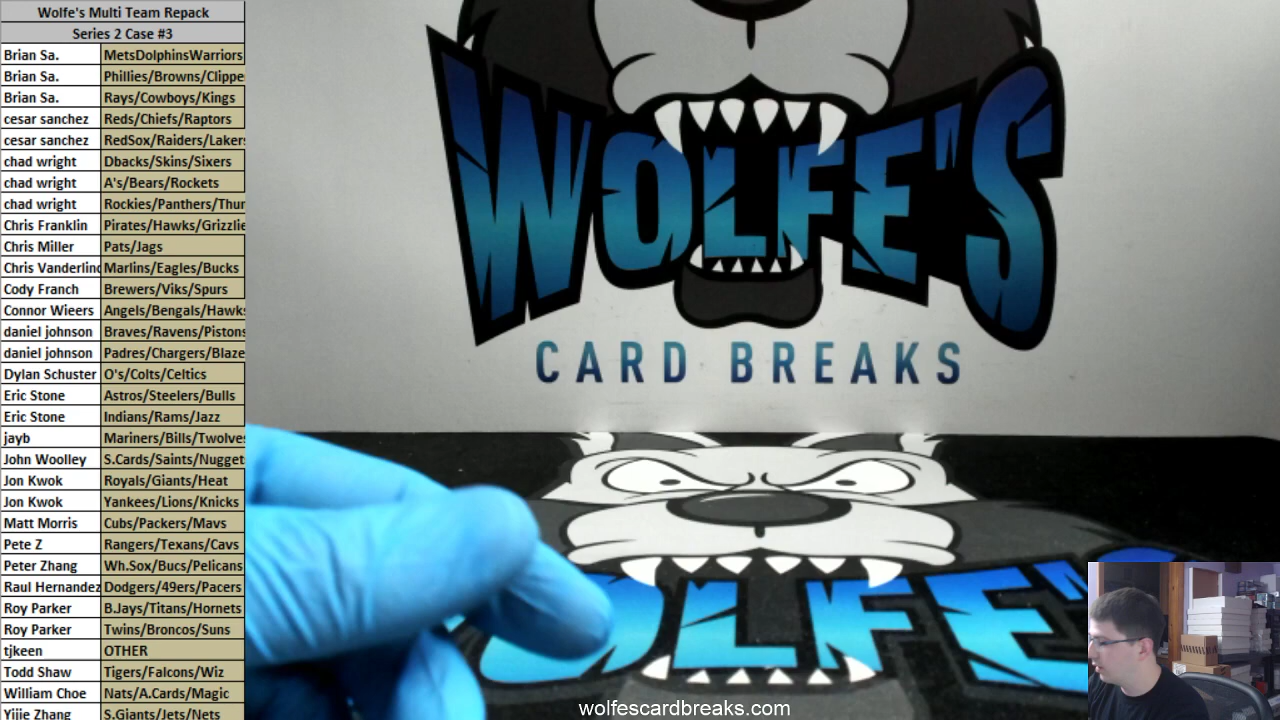 Wolfe's Multi Team Repack
Series 2 Case #3
Brian Sa. MetsDolphinsWarriors
Brian Sa. Phillies/Browns/Clippe
Brian Sa. Rays/Cowboys/Kings
cesar sanchez Reds/Chiefs/Raptors
cesar sanchez RedSox/Raiders/Lakers
chad wright Dbacks/Skins/Sixers
chad wright A's/Bears/Rockets
chad wright Rockies/Panthers/Thun
Chris Franklin Pirates/Hawks/Grizzlie
Chris Miller Pats/Jags
Chris Vanderlind Marlins/Eagles/Bucks
Cody Franch Brewers/Viks/Spurs
Connor Wieers Angels/Bengals/Hawks
daniel johnson Braves/Ravens/Pistons
daniel johnson Padres/Chargers/Blaze
Dylan Schuster O's/Colts/Celtics
Eric Stone Astros/Steelers/Bulls
Eric Stone Indians/Rams/Jazz
jayb Mariners/Bills/Twolves
John Woolley S.Cards/Saints/Nugget
Jon Kwok Royals/Giants/Heat
Jon Kwok Yankees/Lions/Knicks
Matt Morris Cubs/Packers/Mavs
Pete Z Rangers/Texans/Cavs
Peter Zhang Wh.Sox/Bucs/Pelicans
Raul Hernandez Dodgers/49ers/Pacers
Roy Parker B.Jays/Titans/Hornets
Roy Parker Twins/Broncos/Suns
tjkeen OTHER
Todd Shaw Tigers/Falcons/Wiz
William Choe Nats/A.Cards/Magic
Yijie Zhang S.Giants/Jets/Nets
WOLFE'S
CARD BREAKS
WOLFE'S
wolfescardbreaks.com